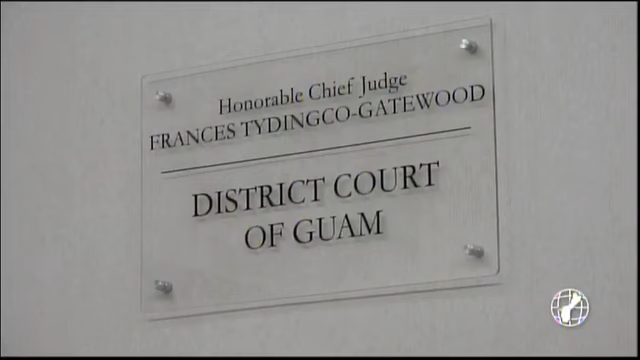 Honorable Chief Judge
FRANCES TYDINGCO-GATEWOOD
DISTRICT COURT
OF GUAM